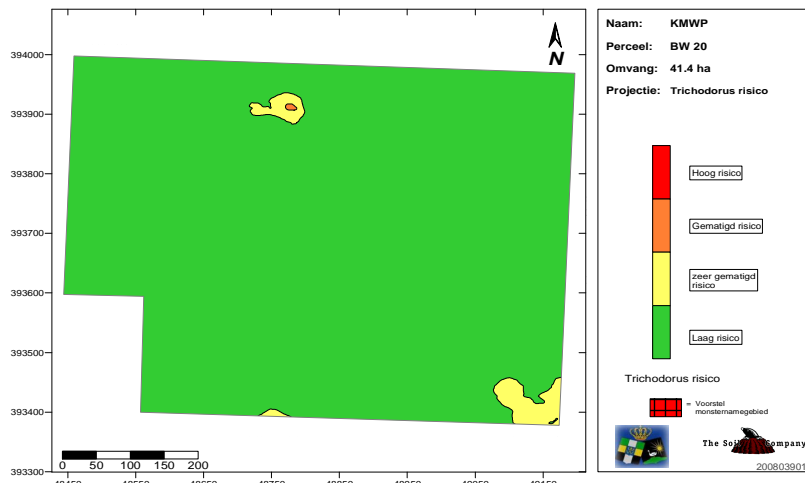 Naam: KMWP
Perceel: BW 20
Omvang: 41.4 ha
Projectie: Trichodorus risico
N
394000
393900
393800
393700
393600
393500
393400
393300
0 50 100 150 200
Hoog risico
Gematigd risico
zeer gematigd
risico
Laag risico
Trichodorus risico
= Voorstel
monsternamegebied
The Soil Company
200803901